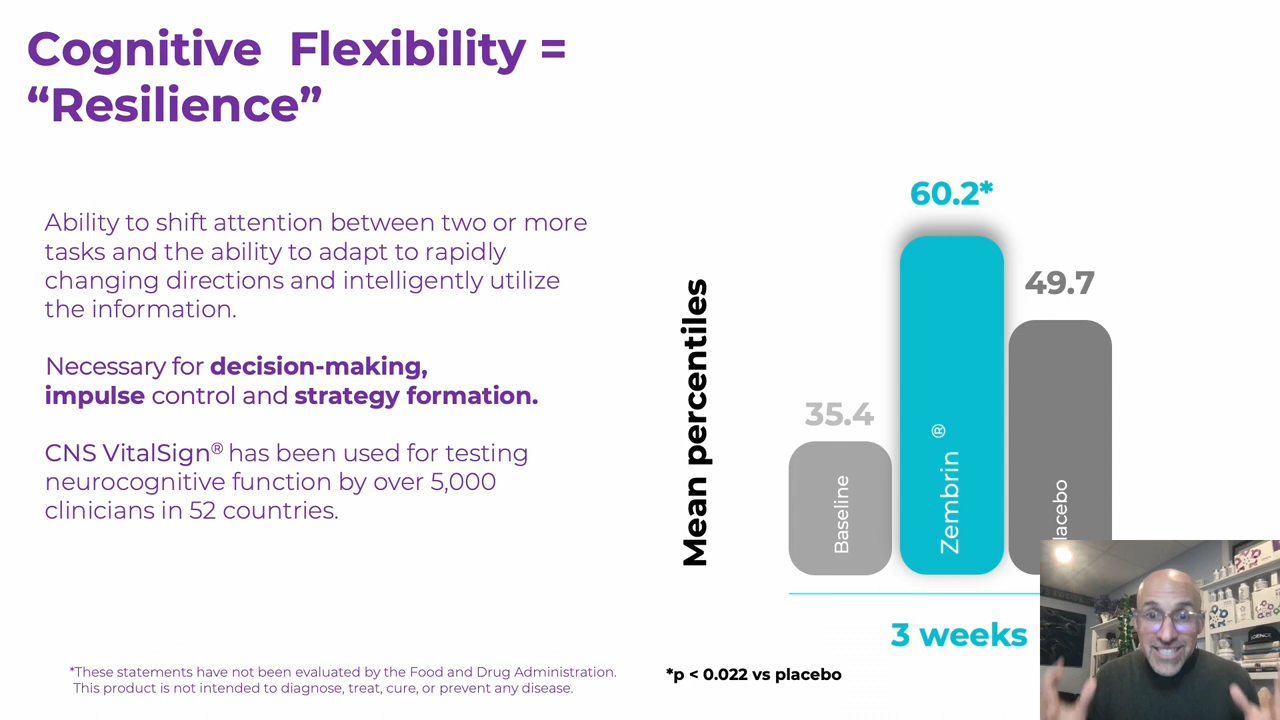 Cognitive Flexibility =
“Resilience”
Ability to shift attention between two or more
tasks and the ability to adapt to rapidly
changing directions and intelligently utilize
the information.
Necessary for decision-making,
impulse control and strategy formation.
CNS VitalSign® has been used for testing
neurocognitive function by over 5,000
clinicians in 52 countries.
*These statements have not been evaluated by the Food and Drug Administration.
This product is not intended to diagnose, treat, cure, or prevent any disease.
Mean percentiles
35.4
Baseline
60.2*
Zembrin ®
49.7
lacebo
3 weeks
*p < 0.022 vs placebo